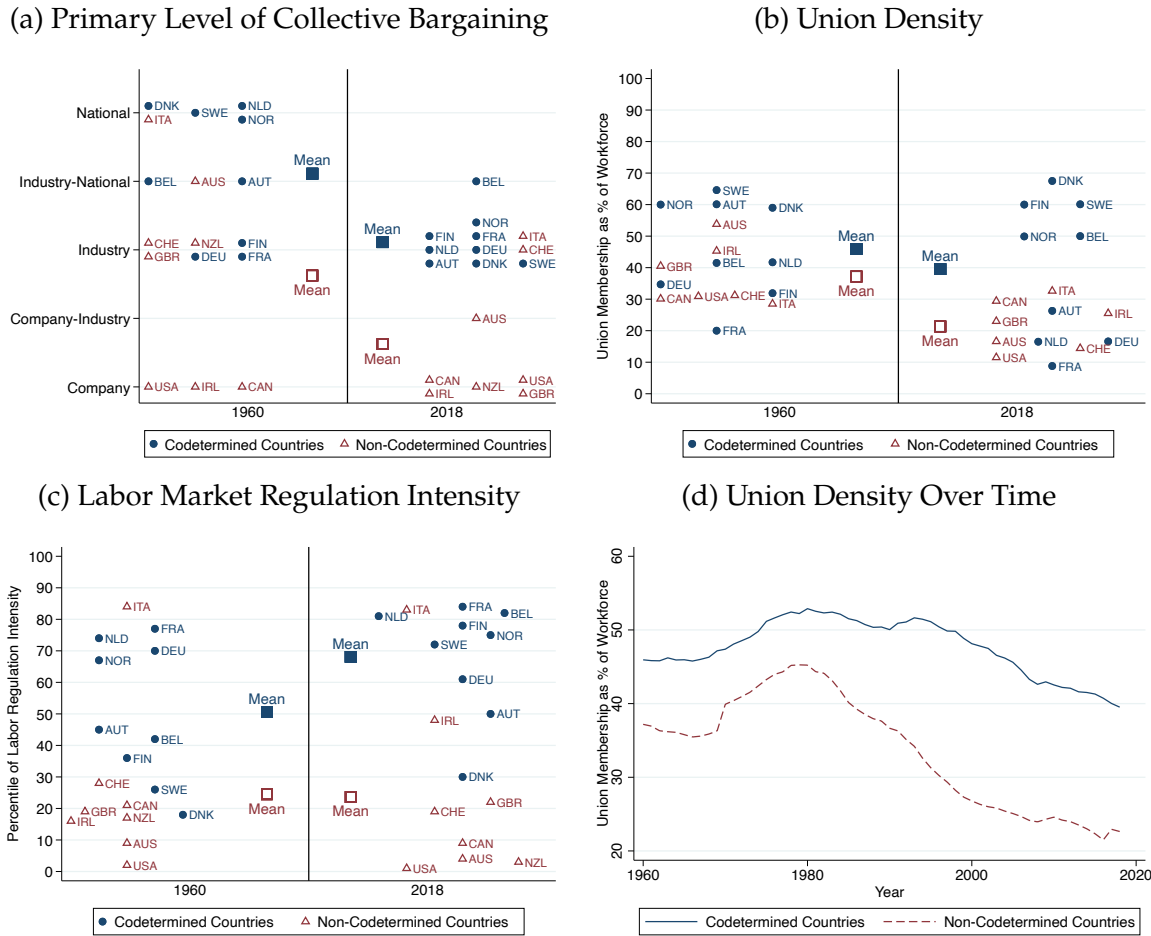 (a) Primary Level of Collective Bargaining
National
Industry-National
Industry
Company-Industry
Company
DNK
ITA
SWE
NLD
NOR
BEL
AUS
AUT
CHE
GBR
NZL
DEU
FIN
FRA
USA
IRL
CAN
Mean
Mean
Mean
Mean
BEL
FIN
NLD
AUT
NOR
FRA
DEU
DNK
ITA
CHE
SWE
AUS
CAN
IRL
NZL
USA
GBR
1960
2018
Codetermined Countries
Non-Codetermined Countries
(b) Union Density
Union Membership as % of Workforce
100
90
80
70
60
50
40
30
20
10
0
NOR
SWE
AUT
DNK
AUS
IRL
BEL
NLD
GBR
DEU
CAN
USA
CHE
FIN
ITA
FRA
Mean
Mean
Mean
Mean
DNK
FIN
SWE
NOR
BEL
ITA
CAN
AUT
IRL
GBR
AUS
NLD
DEU
CHE
USA
FRA
1960
2018
Codetermined Countries
Non-Codetermined Countries
(c) Labor Market Regulation Intensity
Percentile of Labor Regulation Intensity
100
90
80
70
60
50
40
30
20
10
0
ITA
NLD
FRA
NOR
DEU
AUT
BEL
FIN
CHE
SWE
GBR
CAN
IRL
NZL
DNK
AUS
USA
Mean
Mean
Mean
Mean
NLD
ITA
FRA
BEL
FIN
NOR
SWE
DEU
IRL
AUT
DNK
CHE
GBR
CAN
AUS
USA
NZL
1960
2018
Codetermined Countries
Non-Codetermined Countries
(d) Union Density Over Time
Union Membership as % of Workforce
60
50
40
30
20
1960
1980
2000
2020
Year
Codetermined Countries
Non-Codetermined Countries